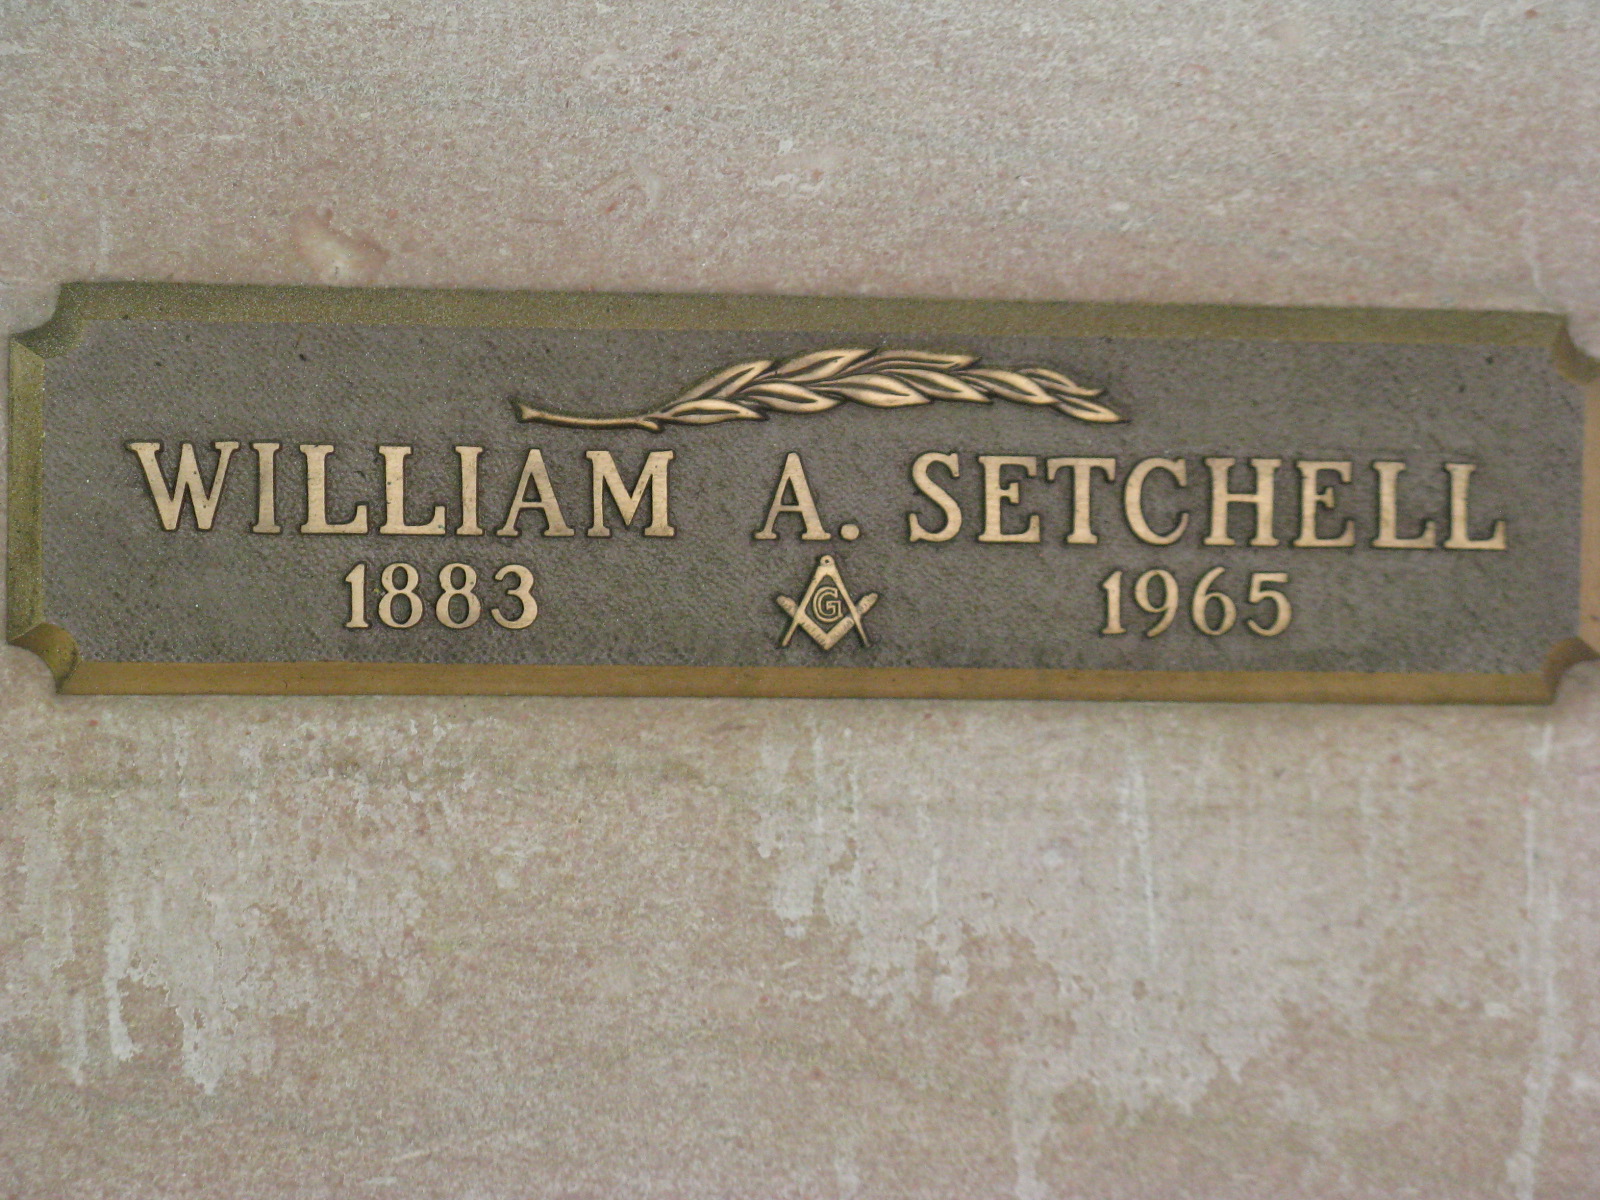 WILLIAM A. SETCHELL
1883 G 1965